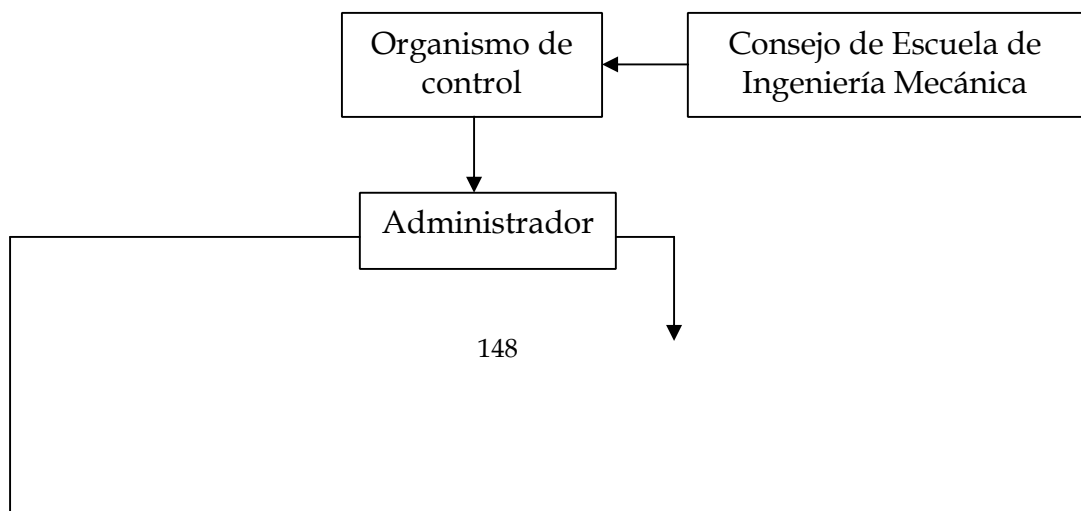 Organismo de
control
Consejo de Escuela de
Ingeniería Mecánica
Administrador
148